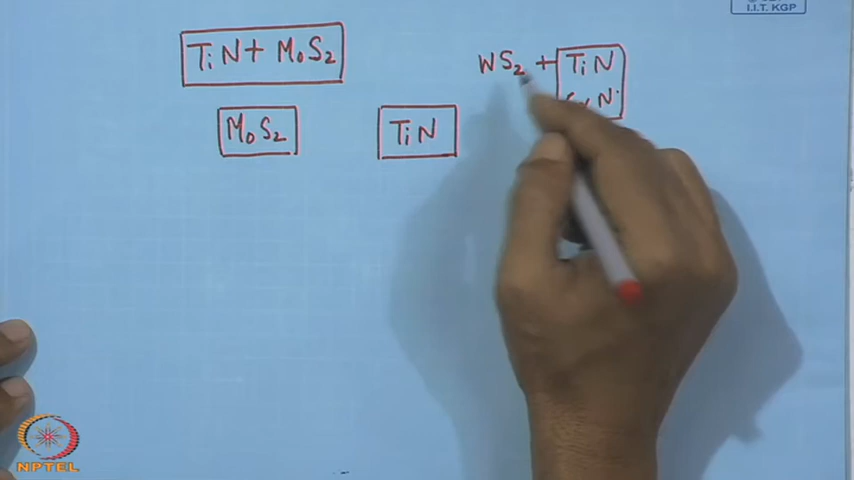 TiN + MoS2
WS2 + TiN
MoS2
TiN
I.I.T. KGP
NPTEL